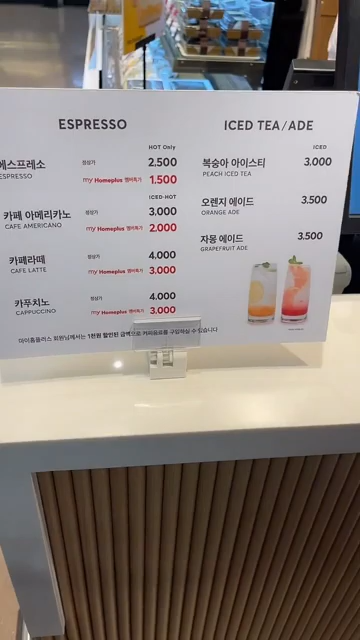 ESPRESSO
HOT Only
에스프레소 정상가 2.500
ESPRESSO my Homeplus 멤버특가 1.500
ICED·HOT
카페 아메리카노 정상가 3,000
CAFE AMERICANO my Homeplus 멤버특가 2,000
카페라떼 정상가 4.000
CAFE LATTE my Homeplus 멤버특가 3.000
카푸치노 정상가 4.000
CAPPUCCINO my Homeplus 멤버특가 3.000
마이홈플러스 회원님께서는 1천원 할인된 금액으로 커피음료를 구입하실 수 있습니다
ICED TEA/ADE
ICED
복숭아 아이스티 3.000
PEACH ICED TEA
오렌지 에이드 3.500
ORANGE ADE
자몽 에이드 3.500
GRAPEFRUIT ADE